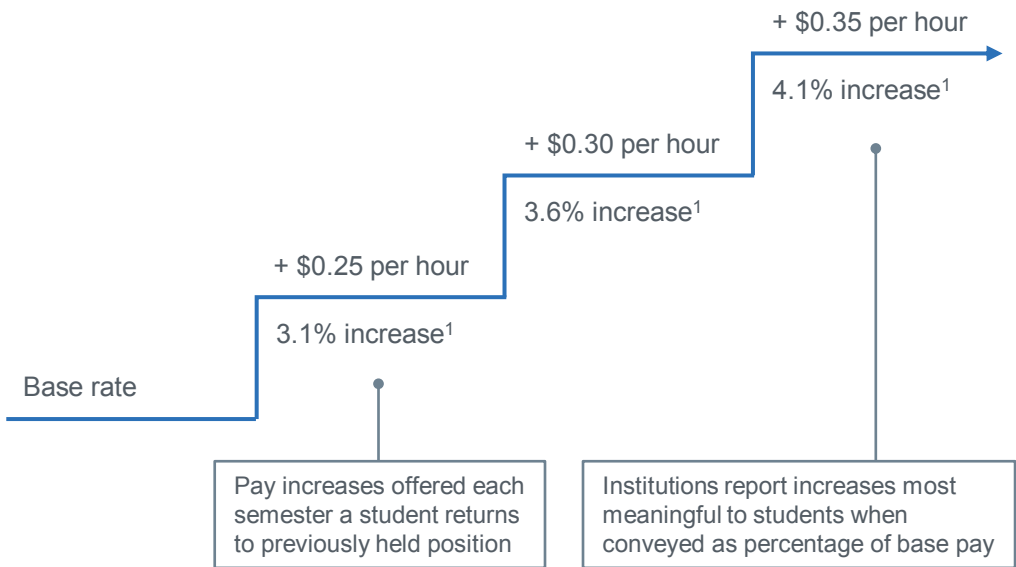 + $0.35 per hour
4.1% increase¹
+ $0.30 per hour
3.6% increase¹
+ $0.25 per hour
3.1% increase¹
Base rate
Pay increases offered each
semester a student returns
to previously held position
Institutions report increases most
meaningful to students when
conveyed as percentage of base pay